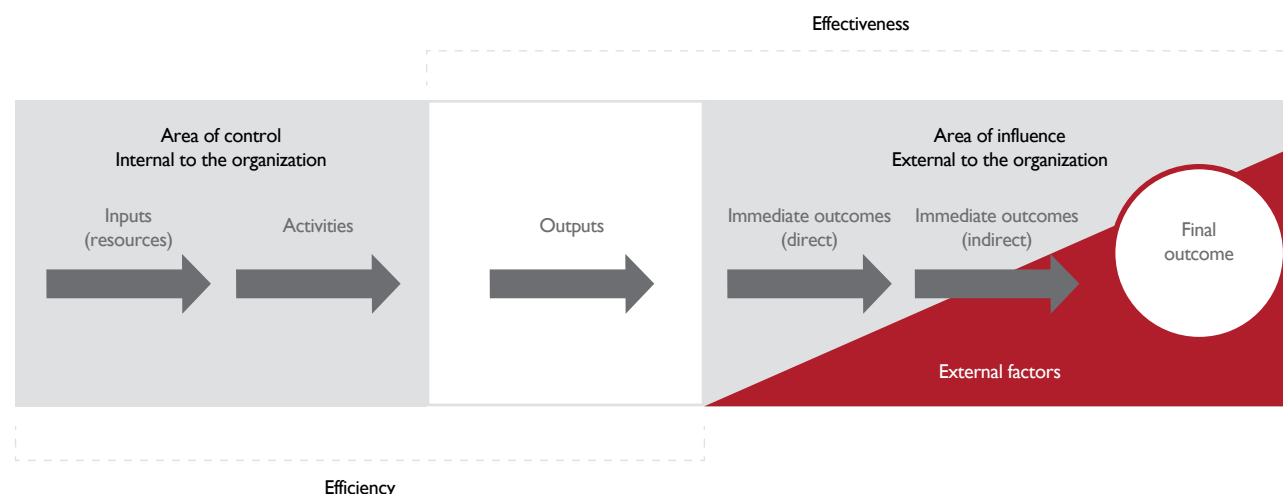 Effectiveness
Area of control
Internal to the organization
Area of influence
External to the organization
Inputs
(resources)
Activities
Outputs
Immediate outcomes
(direct)
Immediate outcomes
(indirect)
Final
outcome
External factors
Efficiency